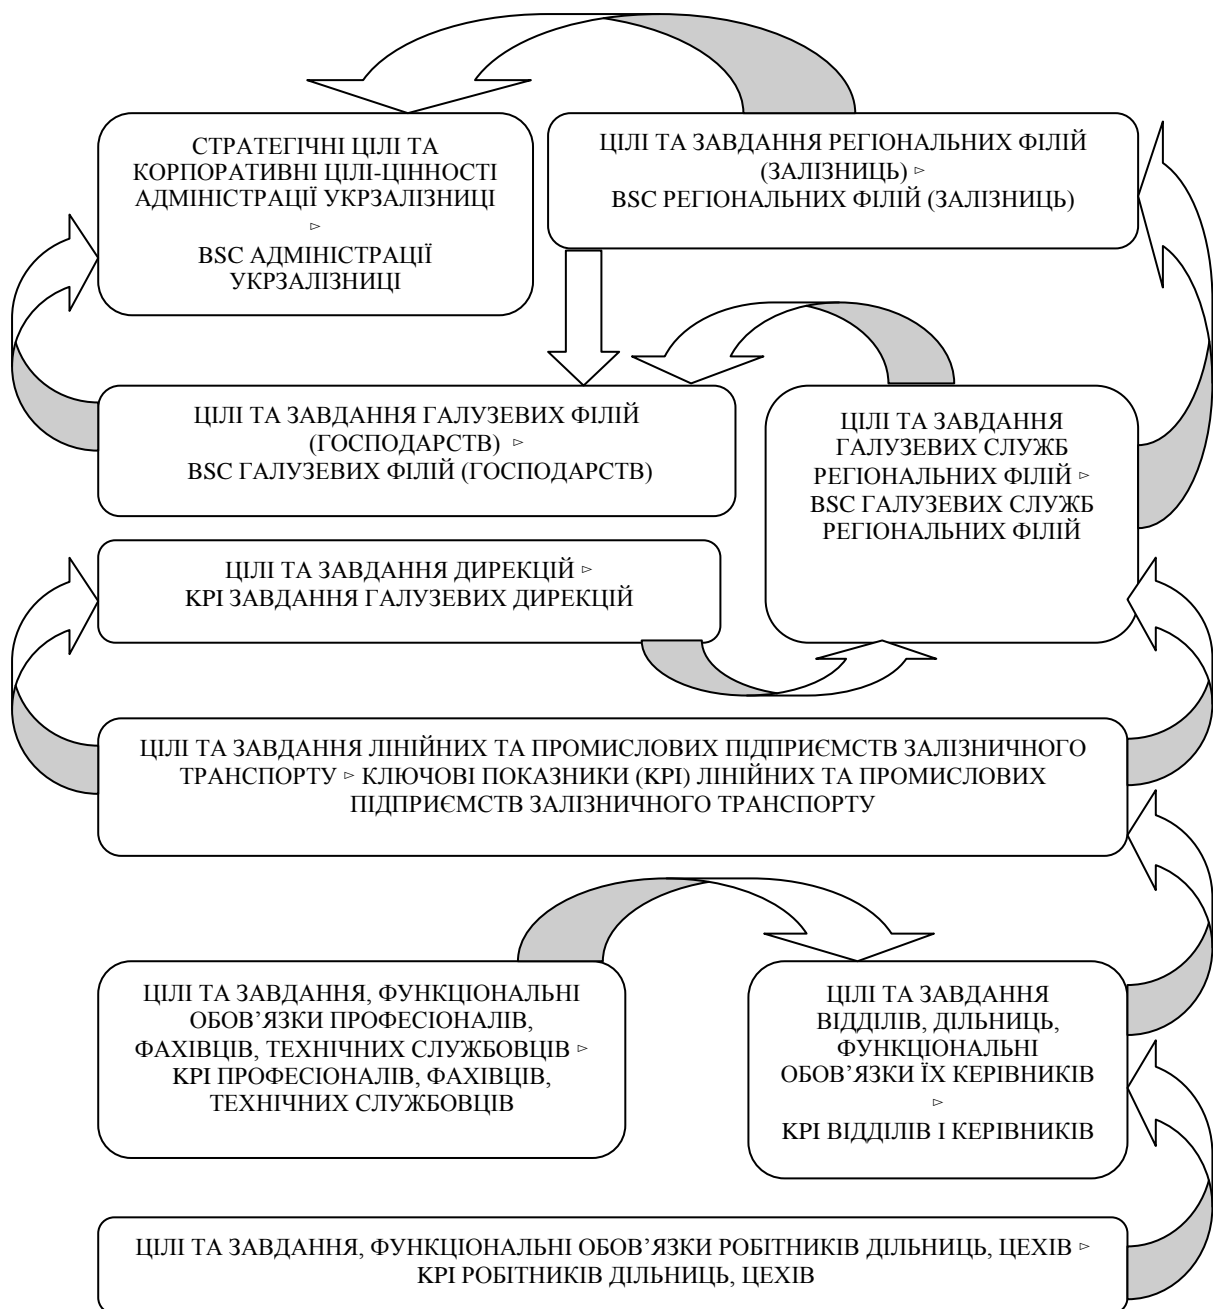 СТРАТЕГІЧНІ ЦІЛІ ТА
КОРПОРАТИВНІ ЦІЛІ-ЦІННОСТІ
АДМІНІСТРАЦІЇ УКРЗАЛІЗНИЦІ
▻
BSC АДМІНІСТРАЦІЇ
УКРЗАЛІЗНИЦІ
ЦІЛІ ТА ЗАВДАННЯ РЕГІОНАЛЬНИХ ФІЛІЙ
(ЗАЛІЗНИЦЬ) ▻
BSC РЕГІОНАЛЬНИХ ФІЛІЙ (ЗАЛІЗНИЦЬ)
ЦІЛІ ТА ЗАВДАННЯ ГАЛУЗЕВИХ ФІЛІЙ
(ГОСПОДАРСТВ) ▻
BSC ГАЛУЗЕВИХ ФІЛІЙ (ГОСПОДАРСТВ)
ЦІЛІ ТА ЗАВДАННЯ
ГАЛУЗЕВИХ СЛУЖБ
РЕГІОНАЛЬНИХ ФІЛІЙ ▻
BSC ГАЛУЗЕВИХ СЛУЖБ
РЕГІОНАЛЬНИХ ФІЛІЙ
ЦІЛІ ТА ЗАВДАННЯ ДИРЕКЦІЙ ▻
KPI ЗАВДАННЯ ГАЛУЗЕВИХ ДИРЕКЦІЙ
ЦІЛІ ТА ЗАВДАННЯ ЛІНІЙНИХ ТА ПРОМИСЛОВИХ ПІДПРИЄМСТВ ЗАЛІЗНИЧНОГО
ТРАНСПОРТУ ▻ КЛЮЧОВІ ПОКАЗНИКИ (KPI) ЛІНІЙНИХ ТА ПРОМИСЛОВИХ
ПІДПРИЄМСТВ ЗАЛІЗНИЧНОГО ТРАНСПОРТУ
ЦІЛІ ТА ЗАВДАННЯ, ФУНКЦІОНАЛЬНІ
ОБОВ’ЯЗКИ ПРОФЕСІОНАЛІВ,
ФАХІВЦІВ, ТЕХНІЧНИХ СЛУЖБОВЦІВ ▻
KPI ПРОФЕСІОНАЛІВ, ФАХІВЦІВ,
ТЕХНІЧНИХ СЛУЖБОВЦІВ
ЦІЛІ ТА ЗАВДАННЯ
ВІДДІЛІВ, ДІЛЬНИЦЬ,
ФУНКЦІОНАЛЬНІ
ОБОВ’ЯЗКИ ЇХ КЕРІВНИКІВ
▻
KPI ВІДДІЛІВ І КЕРІВНИКІВ
ЦІЛІ ТА ЗАВДАННЯ, ФУНКЦІОНАЛЬНІ ОБОВ’ЯЗКИ РОБІТНИКІВ ДІЛЬНИЦЬ, ЦЕХІВ ▻
KPI РОБІТНИКІВ ДІЛЬНИЦЬ, ЦЕХІВ